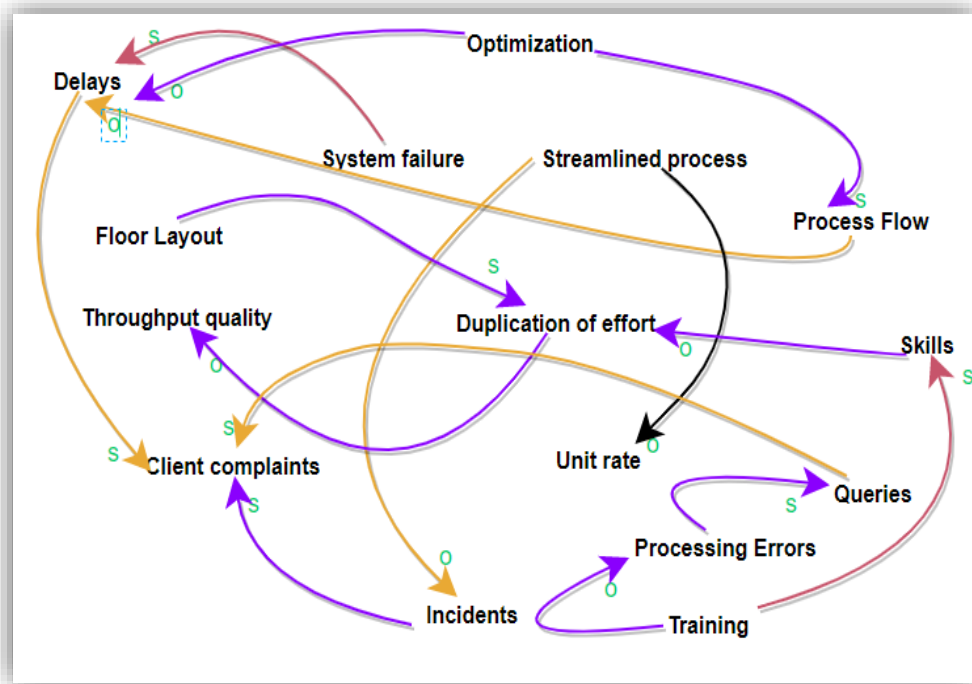 s
Optimization
Delays
o
d
System failure
Streamlined process
s
Process Flow
Floor Layout
s
Throughput quality
Duplication of effort
o
o
Skills
s
s
s
Client complaints
o
Unit rate
s
s
Queries
Processing Errors
o
o
Incidents
Training